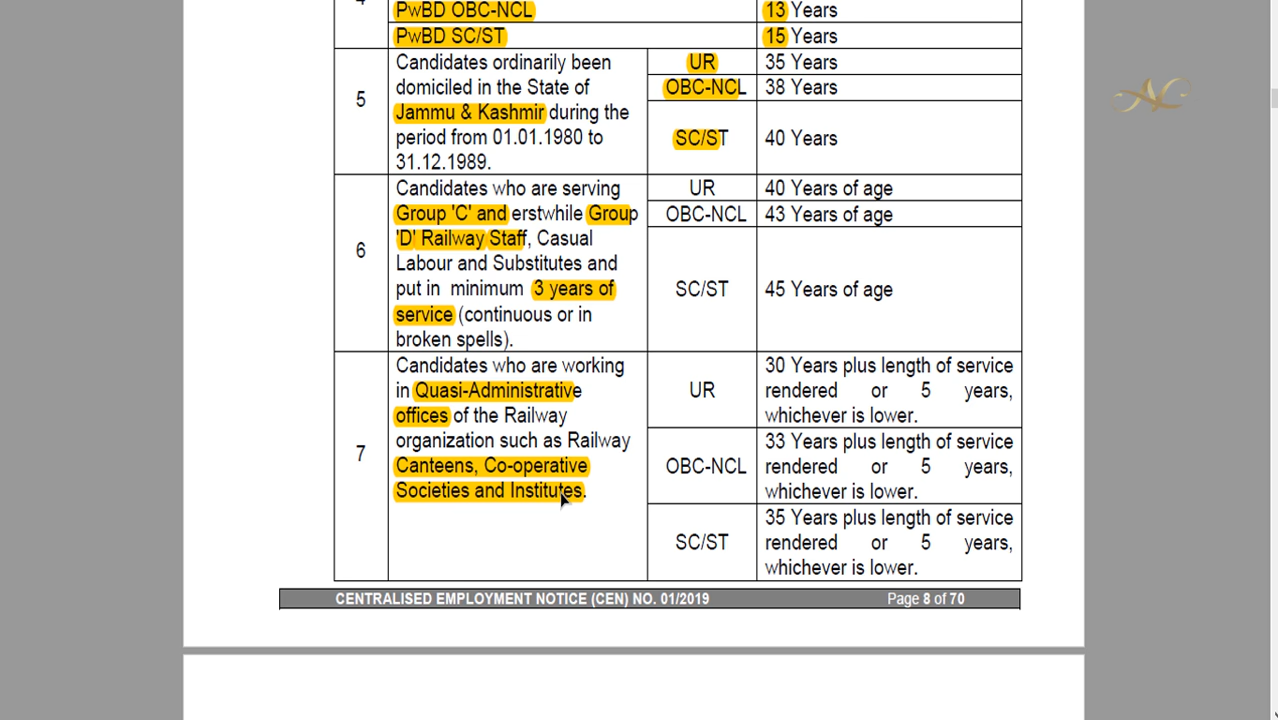 4
PwBD OBC-NCL
13 Years
PwBD SC/ST
15 Years
5
Candidates ordinarily been
domiciled in the State of
Jammu & Kashmir during the
period from 01.01.1980 to
31.12.1989.
UR
35 Years
OBC-NCL
38 Years
SC/ST
40 Years
6
Candidates who are serving
Group 'C' and erstwhile Group
'D' Railway Staff, Casual
Labour and Substitutes and
put in minimum 3 years of
service (continuous or in
broken spells).
UR
40 Years of age
OBC-NCL
43 Years of age
SC/ST
45 Years of age
7
Candidates who are working
in Quasi-Administrative
offices of the Railway
organization such as Railway
Canteens, Co-operative
Societies and Institutes.
UR
30 Years plus length of service
rendered or 5 years,
whichever is lower.
OBC-NCL
33 Years plus length of service
rendered or 5 years,
whichever is lower.
SC/ST
35 Years plus length of service
rendered or 5 years,
whichever is lower.
CENTRALISED EMPLOYMENT NOTICE (CEN) NO. 01/2019
Page 8 of 70